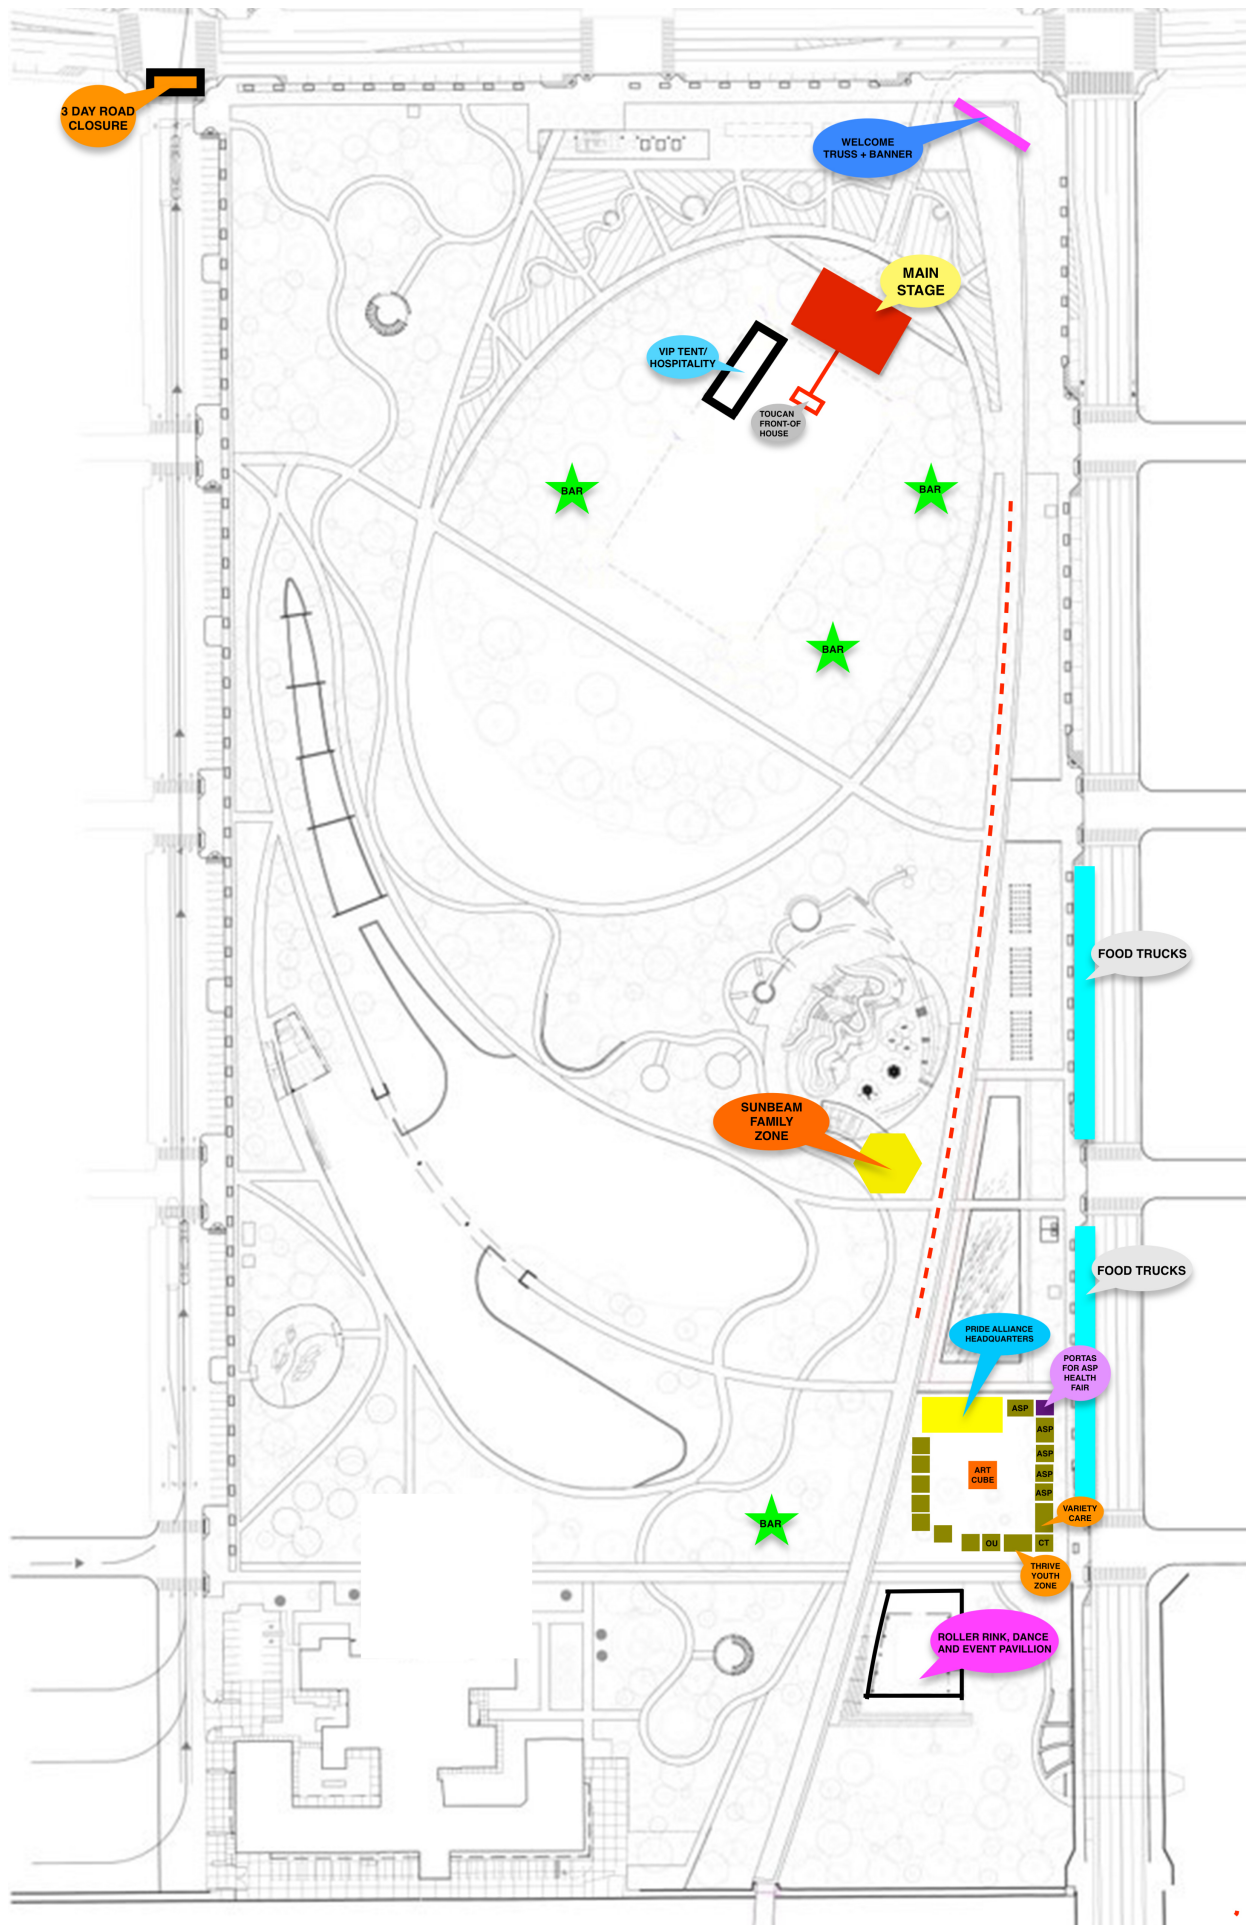 3 DAY ROAD
CLOSURE
WELCOME
TRUSS + BANNER
MAIN
STAGE
VIP TENT/
HOSPITALITY
TOUCAN
FRONT-OF
HOUSE
BAR
BAR
BAR
FOOD TRUCKS
SUNBEAM
FAMILY
ZONE
FOOD TRUCKS
PRIDE ALLIANCE
HEADQUARTERS
PORTAS
FOR ASP
HEALTH
FAIR
ASP
ASP
ASP
ART
CUBE
ASP
ASP
VARIETY
CARE
BAR
OU
CT
THRIVE
YOUTH
ZONE
ROLLER RINK, DANCE
AND EVENT PAVILLION